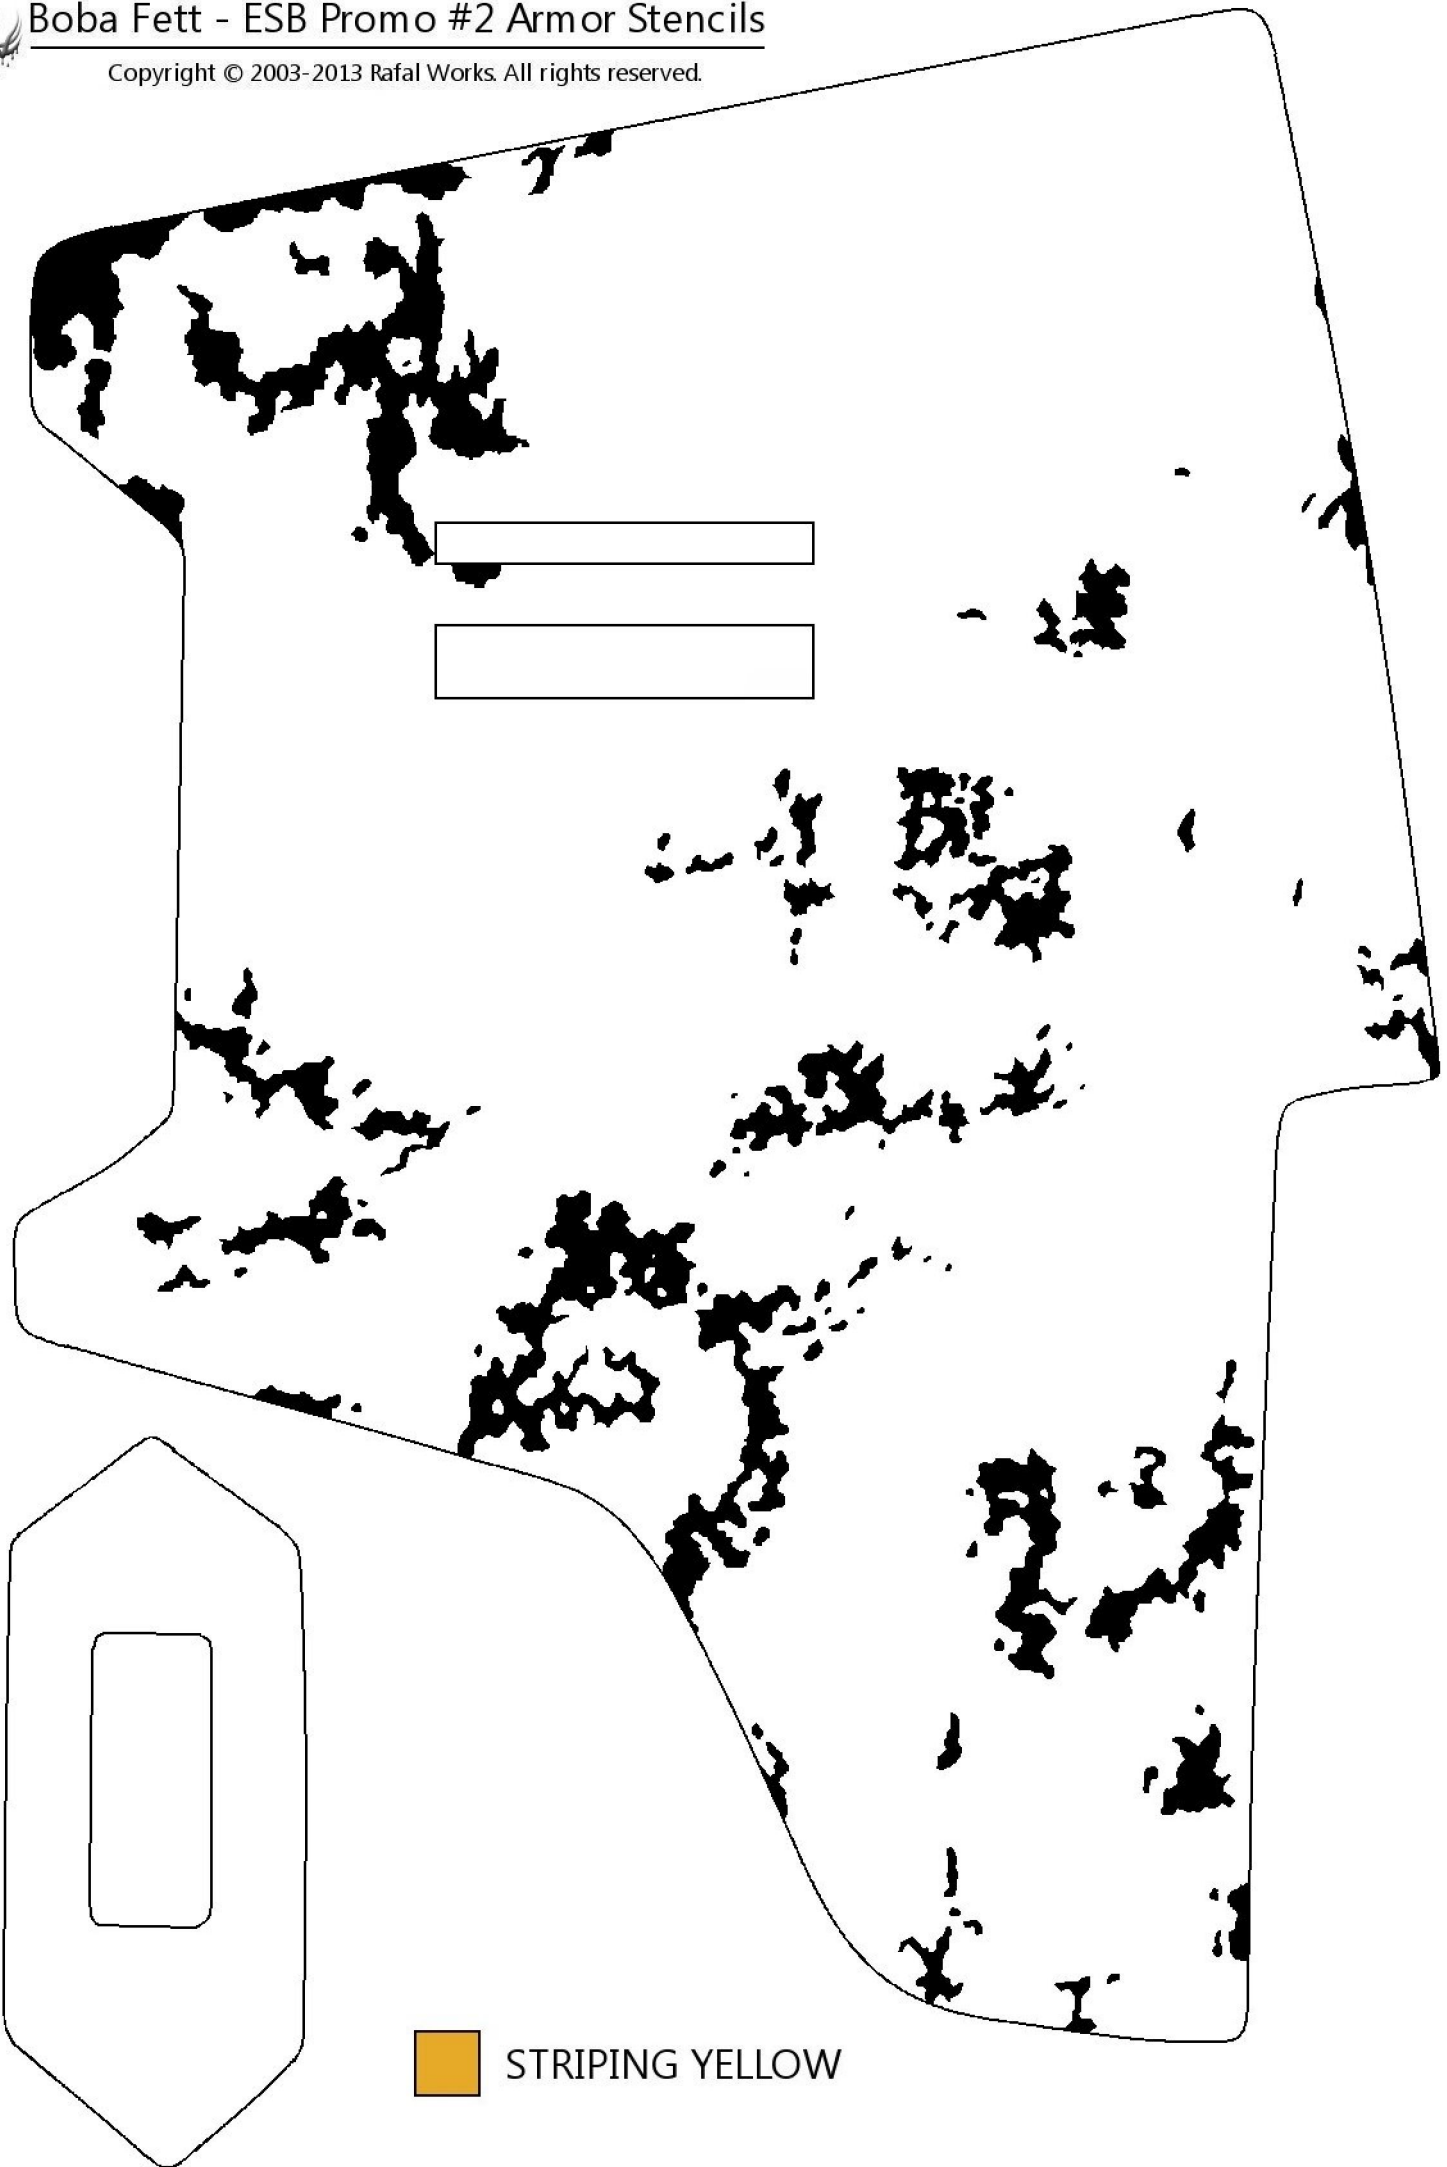 Boba Fett - ESB Promo #2 Armor Stencils
Copyright © 2003-2013 Rafal Works. All rights reserved.
STRIPING YELLOW